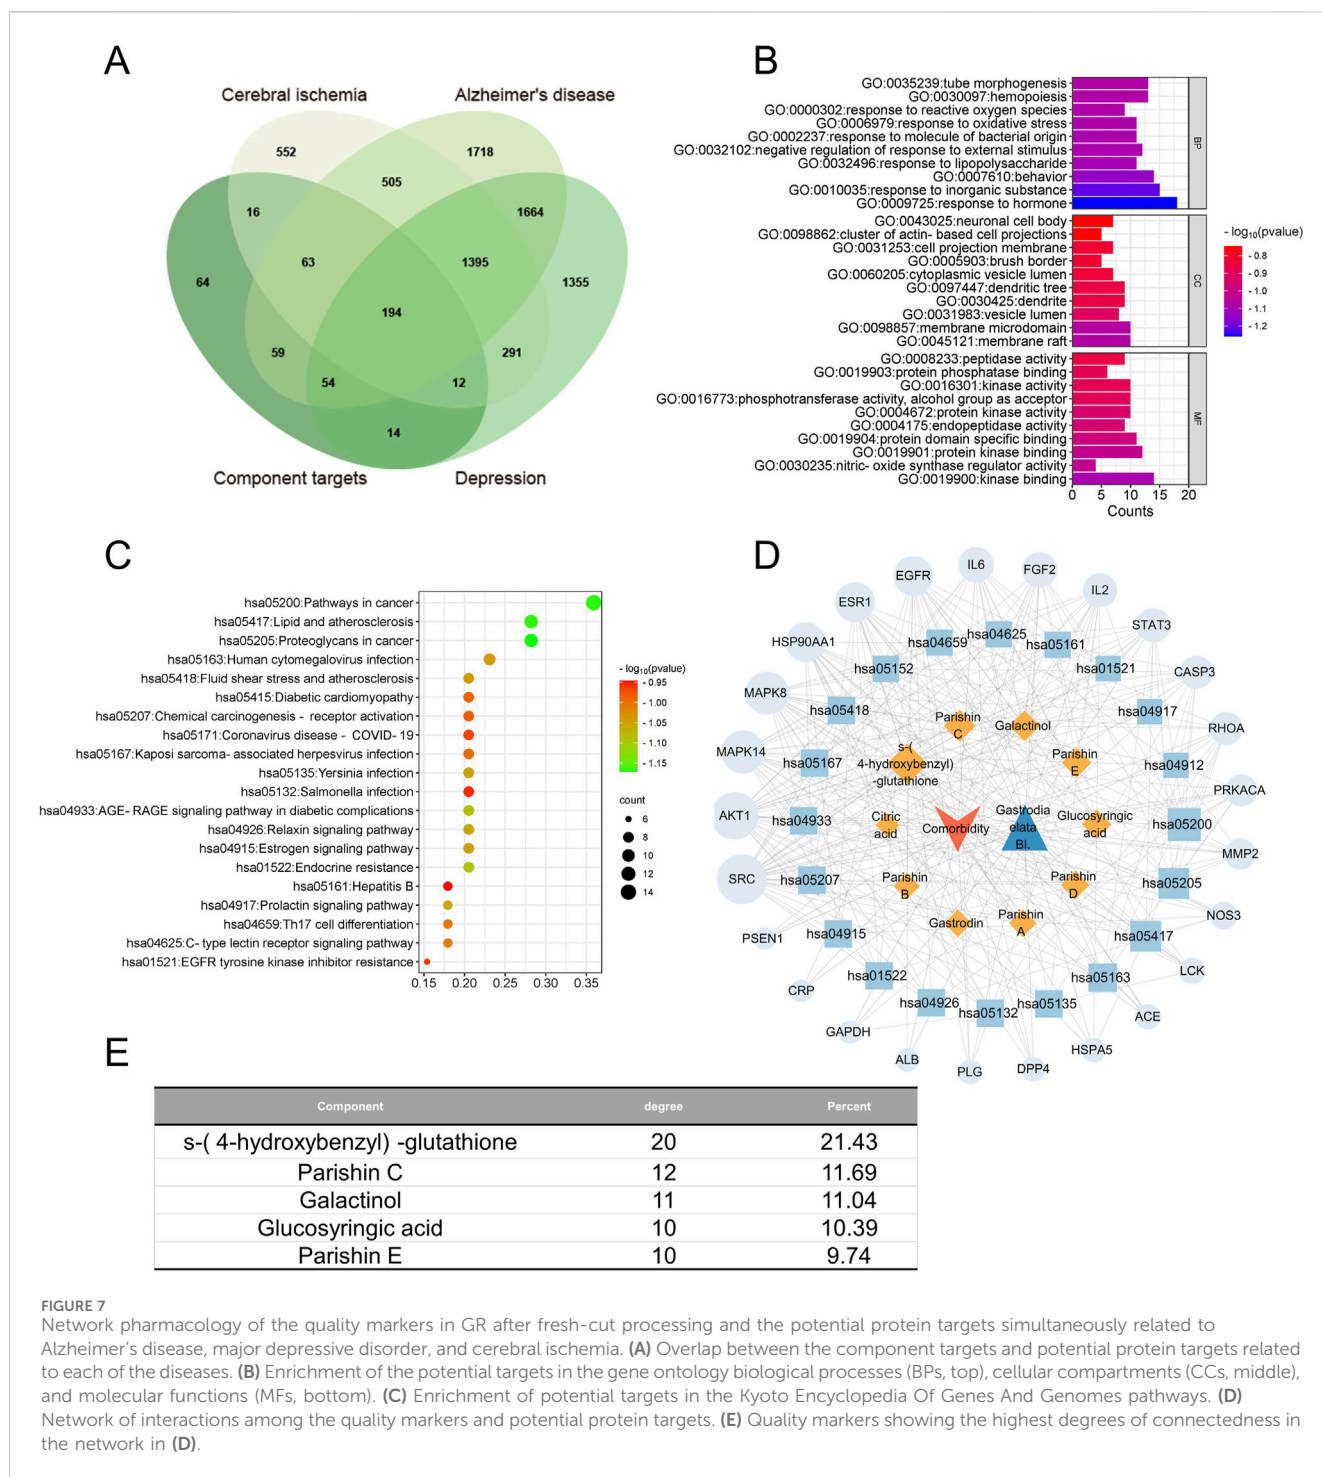 A
Cerebral ischemia
Alzheimer's disease
552
1718
505
16
1664
63
1395
64
1355
194
59
291
54
12
14
Component targets
Depression
B
GO:0035239:tube morphogenesis
GO:0030097:hemopoiesis
GO:0000302:response to reactive oxygen species
GO:0006979:response to oxidative stress
GO:0002237:response to molecule of bacterial origin
GO:0032102:negative regulation of response to external stimulus
GO:0032496:response to lipopolysaccharide
GO:0007610:behavior
GO:0010035:response to inorganic substance
GO:0009725:response to hormone
BP
GO:0043025:neuronal cell body
GO:0098862:cluster of actin- based cell projections
GO:0031253:cell projection membrane
GO:0005903:brush border
GO:0060205:cytoplasmic vesicle lumen
GO:0097447:dendritic tree
GO:0030425:dendrite
GO:0031983:vesicle lumen
GO:0098857:membrane microdomain
GO:0045121:membrane raft
CC
GO:0008233:peptidase activity
GO:0019903:protein phosphatase binding
GO:0016301:kinase activity
GO:0016773:phosphotransferase activity, alcohol group as acceptor
GO:0004672:protein kinase activity
GO:0004175:endopeptidase activity
GO:0019904:protein domain specific binding
GO:0019901:protein kinase binding
GO:0030235:nitric- oxide synthase regulator activity
GO:0019900:kinase binding
MF
0 5 10 15 20
Counts
- log10(pvalue)
- 0.8
- 0.9
- 1.0
- 1.1
- 1.2
C
hsa05200:Pathways in cancer
hsa05417:Lipid and atherosclerosis
hsa05205:Proteoglycans in cancer
hsa05163:Human cytomegalovirus infection
hsa05418:Fluid shear stress and atherosclerosis
hsa05415:Diabetic cardiomyopathy
hsa05207:Chemical carcinogenesis - receptor activation
hsa05171:Coronavirus disease - COVID- 19
hsa05167:Kaposi sarcoma- associated herpesvirus infection
hsa05135:Yersinia infection
hsa05132:Salmonella infection
hsa04933:AGE- RAGE signaling pathway in diabetic complications
hsa04926:Relaxin signaling pathway
hsa04915:Estrogen signaling pathway
hsa01522:Endocrine resistance
hsa05161:Hepatitis B
hsa04917:Prolactin signaling pathway
hsa04659:Th17 cell differentiation
hsa04625:C- type lectin receptor signaling pathway
hsa01521:EGFR tyrosine kinase inhibitor resistance
0.15 0.20 0.25 0.30 0.35
- log10(pvalue)
- 0.95
- 1.00
- 1.05
- 1.10
- 1.15
count
6
8
10
12
14
D
IL6
EGFR
FGF2
IL2
ESR1
STAT3
HSP90AA1
CASP3
MAPK8
RHOA
MAPK14
PRKACA
AKT1
MMP2
SRC
NOS3
PSEN1
LCK
CRP
ACE
GAPDH
HSPA5
ALB
DPP4
PLG
hsa04659
hsa04625
hsa05161
hsa05152
hsa01521
hsa05418
hsa04917
hsa05167
hsa04912
hsa04933
hsa05200
hsa05207
hsa05205
hsa04915
hsa05417
hsa01522
hsa05163
hsa04926
hsa05132
hsa05135
Parishin
C
Galactinol
s-(
4-hydroxybenzyl)
-glutathione
Parishin
E
Citric
acid
Comorbidity
Gastrodia
elata
Bl.
Glucosyringic
acid
Parishin
B
Parishin
D
Gastrodin
Parishin
A
E
Component degree Percent
s-( 4-hydroxybenzyl) -glutathione 20 21.43
Parishin C 12 11.69
Galactinol 11 11.04
Glucosyringic acid 10 10.39
Parishin E 10 9.74
FIGURE 7
Network pharmacology of the quality markers in GR after fresh-cut processing and the potential protein targets simultaneously related to
Alzheimer's disease, major depressive disorder, and cerebral ischemia. (A) Overlap between the component targets and potential protein targets related
to each of the diseases. (B) Enrichment of the potential targets in the gene ontology biological processes (BPs, top), cellular compartments (CCs, middle),
and molecular functions (MFs, bottom). (C) Enrichment of potential targets in the Kyoto Encyclopedia Of Genes And Genomes pathways. (D)
Network of interactions among the quality markers and potential protein targets. (E) Quality markers showing the highest degrees of connectedness in
the network in (D).